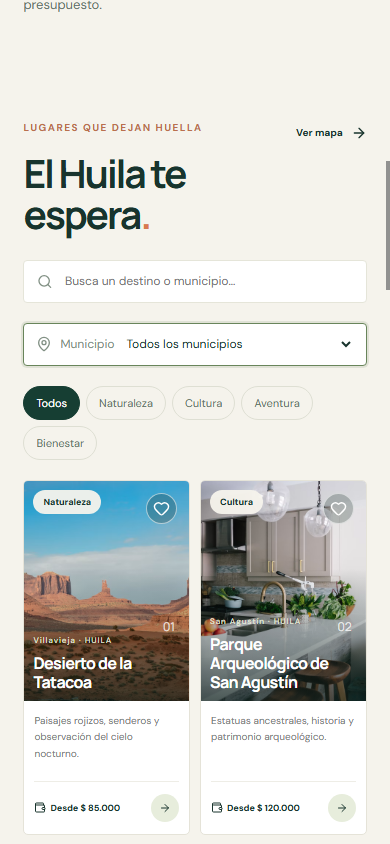 presupuesto.
LUGARES QUE DEJAN HUELLA
Ver mapa
El Huila te
espera.
Busca un destino o municipio...
Municipio Todos los municipios
Todos
Naturaleza
Cultura
Aventura
Bienestar
Naturaleza
01
Villavieja · HUILA
Desierto de la
Tatacoa
Paisajes rojizos, senderos y
observación del cielo
nocturno.
Desde $ 85.000
Cultura
San Agustín · HUILA
02
Parque
Arqueológico de
San Agustín
Estatuas ancestrales, historia y
patrimonio arqueológico.
Desde $ 120.000